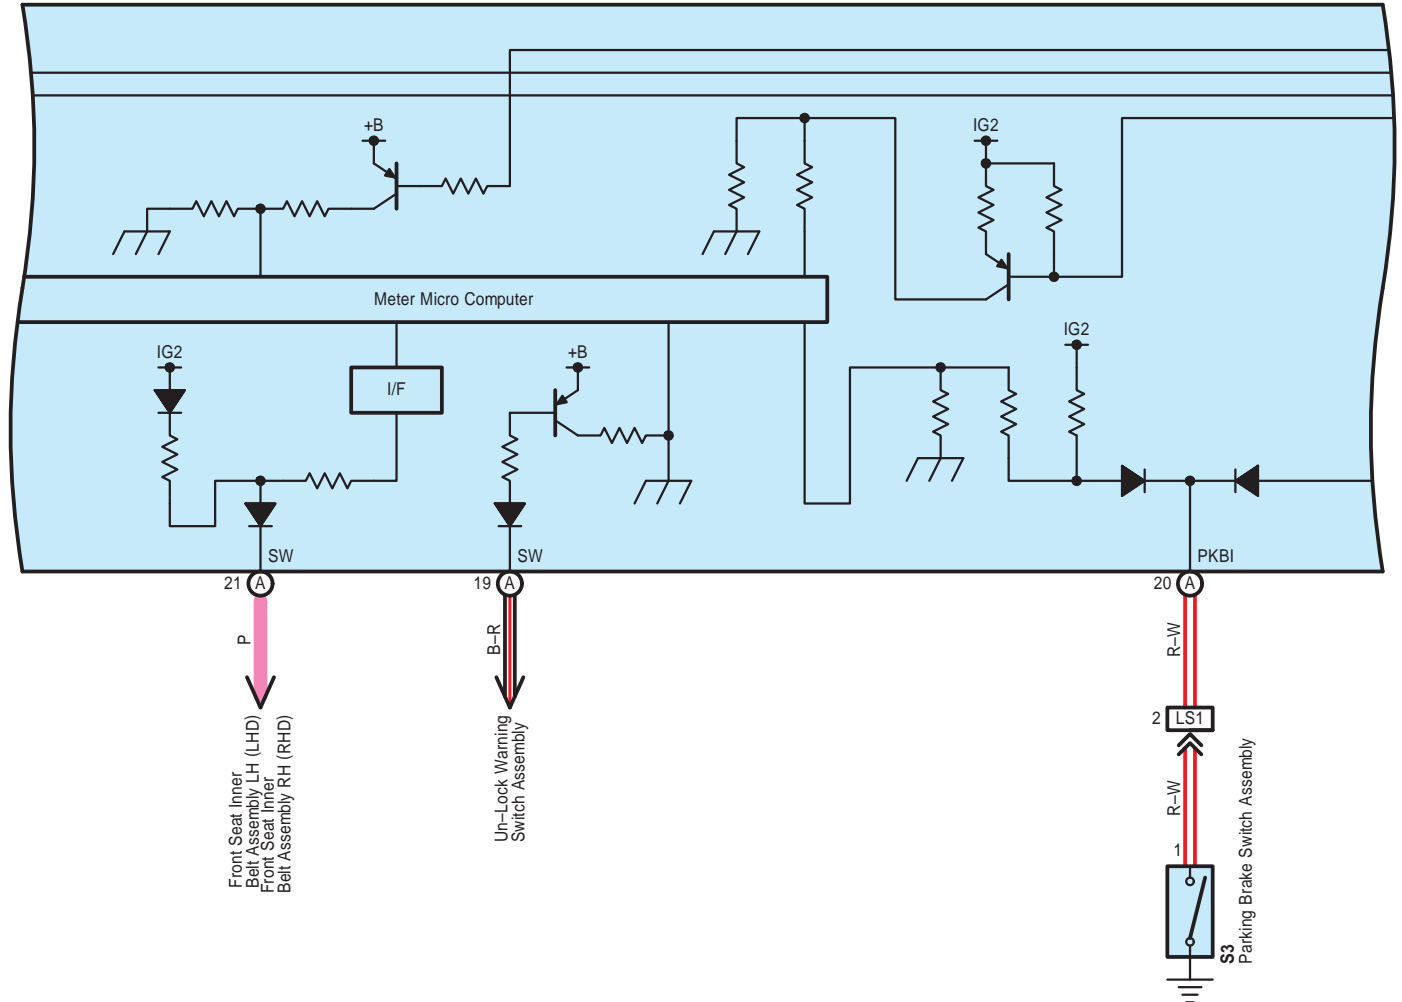 +B
IG2
Meter Micro Computer
IG2
I/F
+B
IG2
SW
SW
PKBI
21 A
19 A
20 A
P
B–R
R–W
2 LS1
R–W
1
Front Seat Inner
Belt Assembly LH (LHD)
Front Seat Inner
Belt Assembly RH (RHD)
Un–Lock Warning
Switch Assembly
S3
Parking Brake Switch Assembly